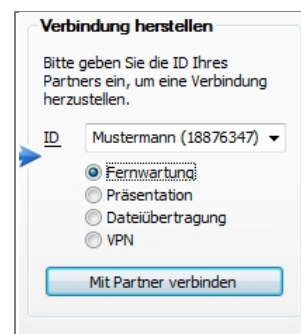 Verbindung herstellen
Bitte geben Sie die ID Ihres
Partners ein, um eine Verbindung
herzustellen.
ID Mustermann (18876347)
Fernwartung
Präsentation
Dateiübertragung
VPN
Mit Partner verbinden